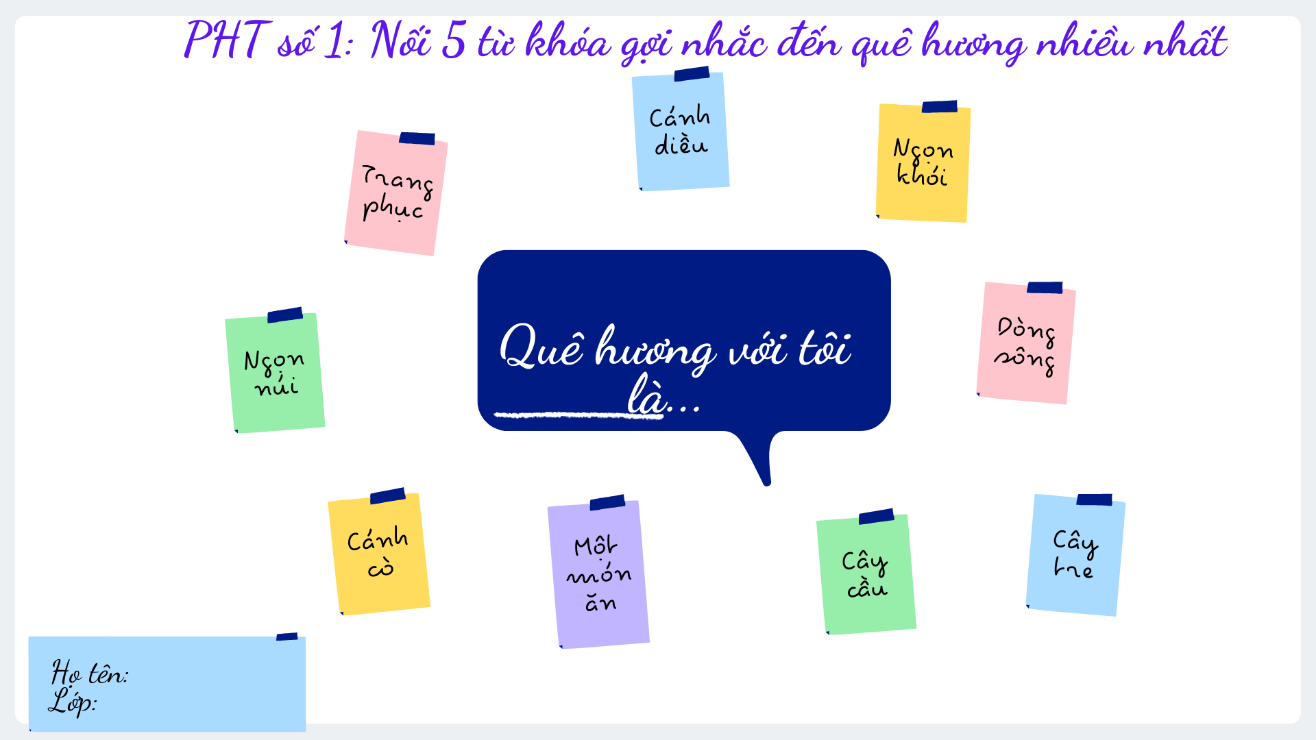 PHT số 1: Nối 5 từ khóa gợi nhắc đến quê hương nhiều nhất
Cánh
diều
Ngọn
khói
Trang
phục
Quê hương với tôi
là...
Dòng
sông
Ngọn
núi
Cánh
cò
Một
món
ăn
Cây
cầu
Cây
tre
Họ tên:
Lớp: